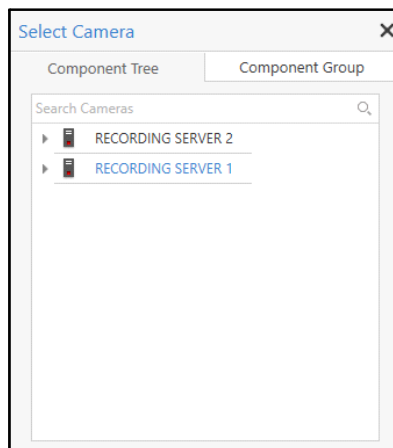 Select Camera
Component Tree
Component Group
Search Cameras
RECORDING SERVER 2
RECORDING SERVER 1